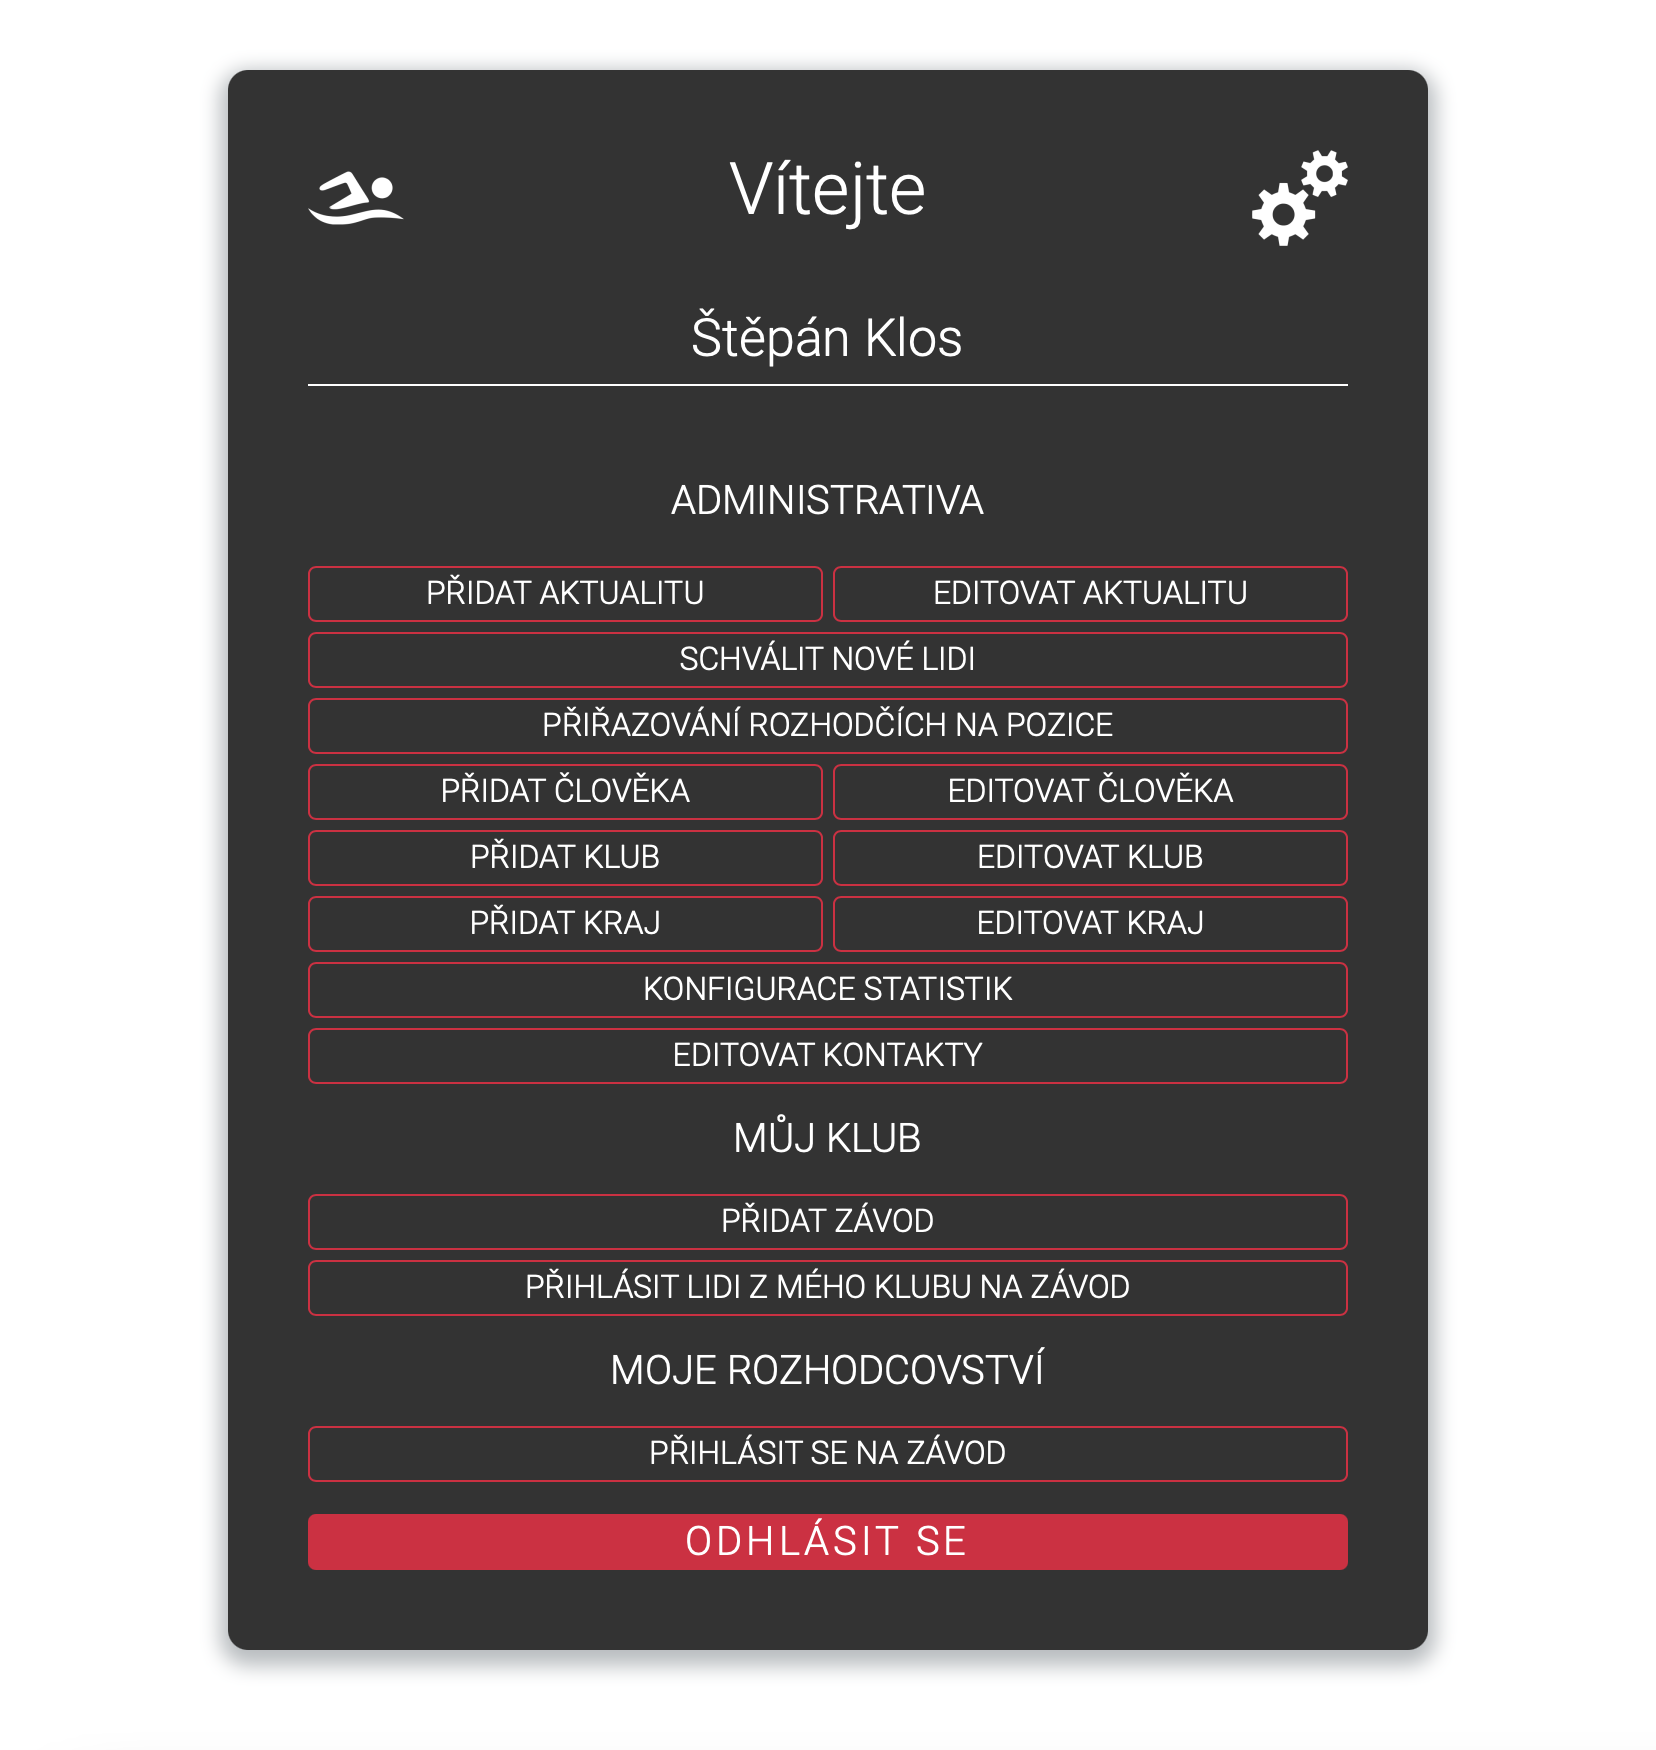 Vítejte
Štěpán Klos
ADMINISTRATIVA
PŘIDAT AKTUALITU
EDITOVAT AKTUALITU
SCHVÁLIT NOVÉ LIDI
PŘIŘAZOVÁNÍ ROZHODČÍCH NA POZICE
PŘIDAT ČLOVĚKA
EDITOVAT ČLOVĚKA
PŘIDAT KLUB
EDITOVAT KLUB
PŘIDAT KRAJ
EDITOVAT KRAJ
KONFIGURACE STATISTIK
EDITOVAT KONTAKTY
MŮJ KLUB
PŘIDAT ZÁVOD
PŘIHLÁSIT LIDI Z MÉHO KLUBU NA ZÁVOD
MOJE ROZHODCOVSTVÍ
PŘIHLÁSIT SE NA ZÁVOD
ODHLÁSIT SE